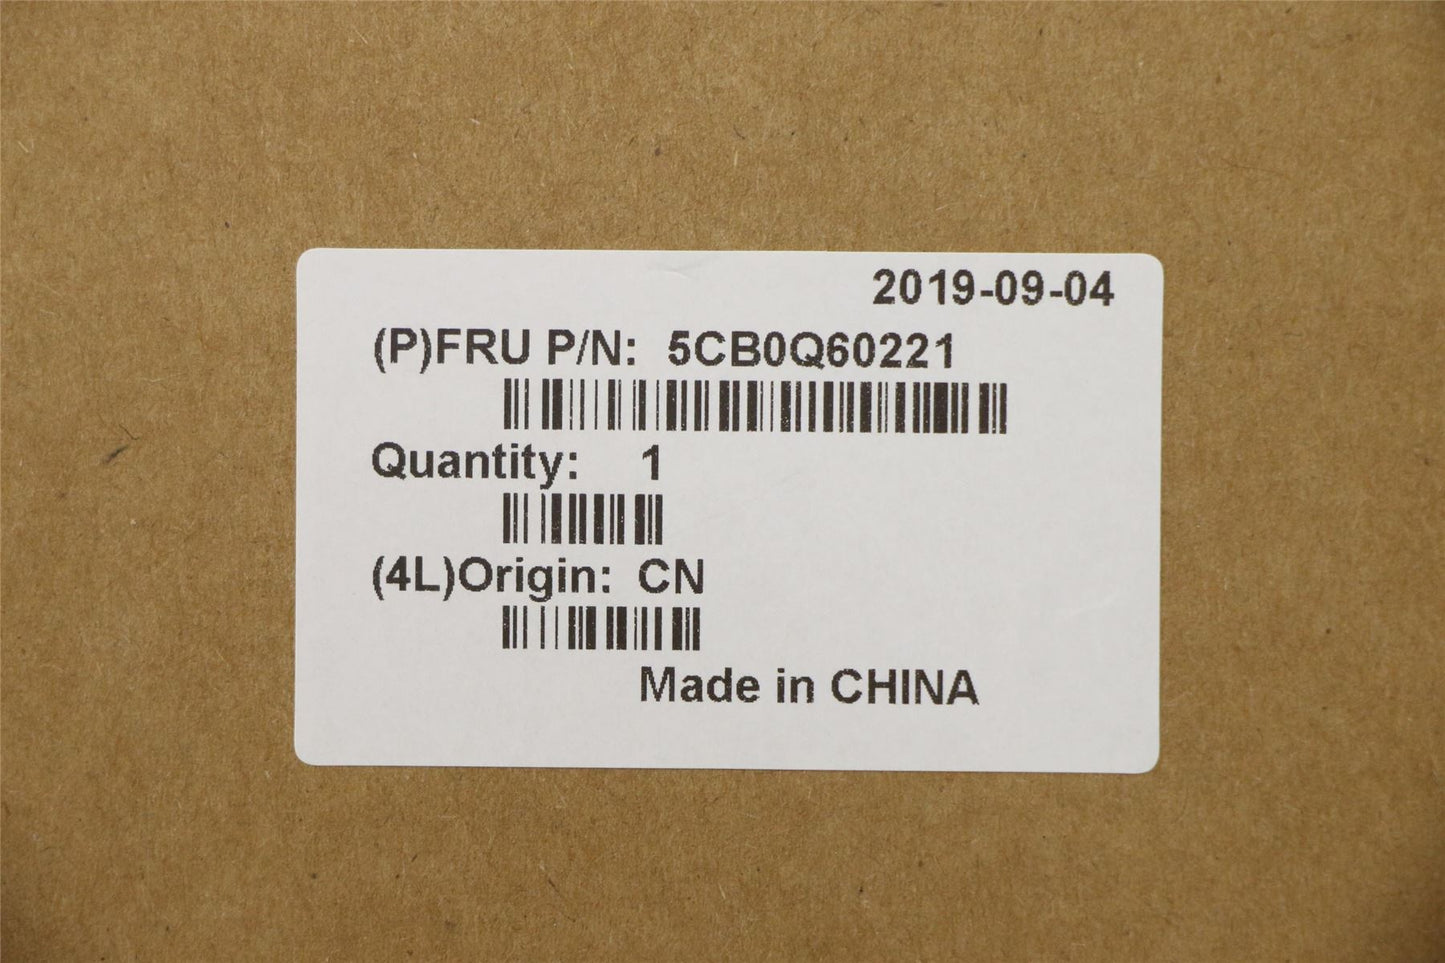 2019-09-04
(P)FRU P/N: 5CB0Q60221
Quantity: 1
(4L)Origin: CN
Made in CHINA